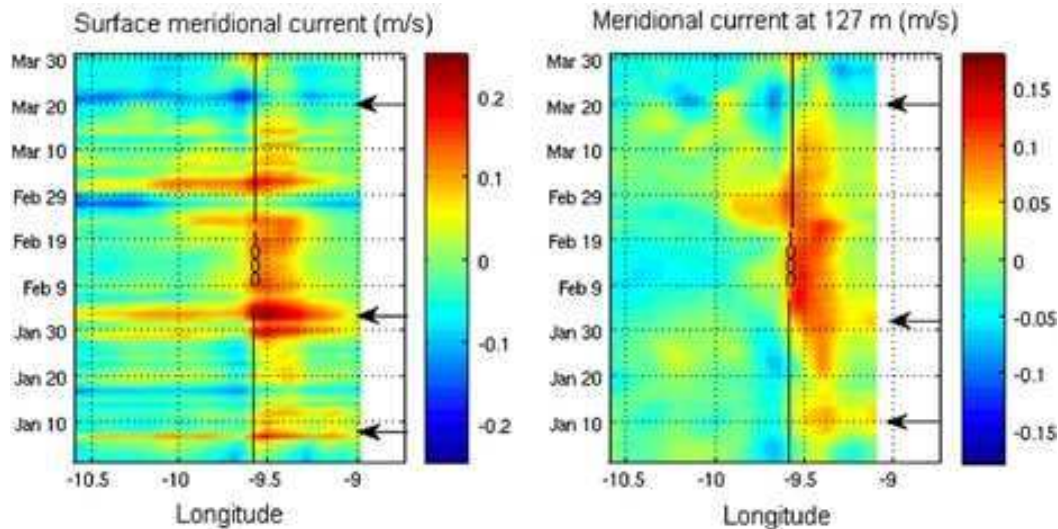 Surface meridional current (m/s)
Mar 30
Mar 20
Mar 10
Feb 29
Feb 19
Feb 9
Jan 30
Jan 20
Jan 10
1000
-10.5 -10 -9.5 -9
Longitude
0.2
0.1
0
-0.1
-0.2
Meridional current at 127 m (m/s)
Mar 30
Mar 20
Mar 10
Feb 29
Feb 19
Feb 9
Jan 30
Jan 20
Jan 10
1000
-10.5 -10 -9.5 -9
Longitude
0.15
0.1
0.05
0
-0.05
-0.1
-0.15